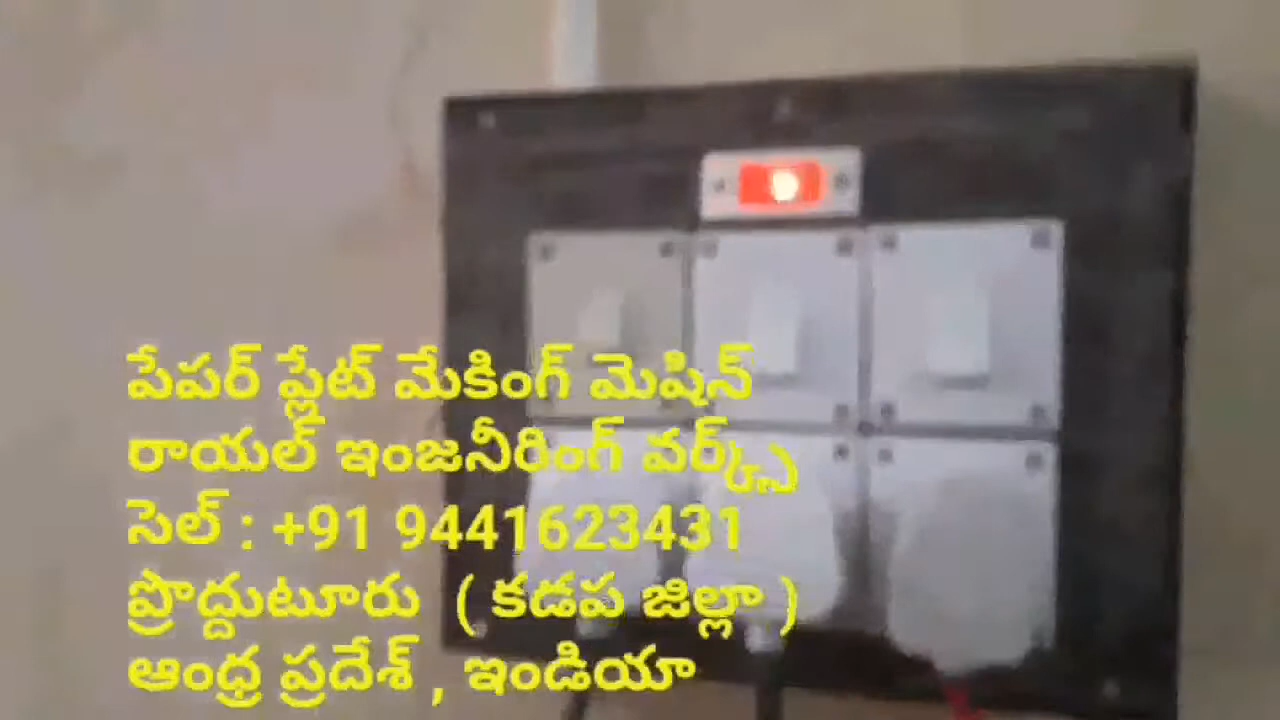 పేపర్ ప్లేట్ మేకింగ్ మెషిన్
రాయల్ ఇంజనీరింగ్ వర్క్స్
సెల్ : +91 9441623431
ప్రొద్దుటూరు ( కడప జిల్లా )
ఆంధ్ర ప్రదేశ్ , ఇండియా